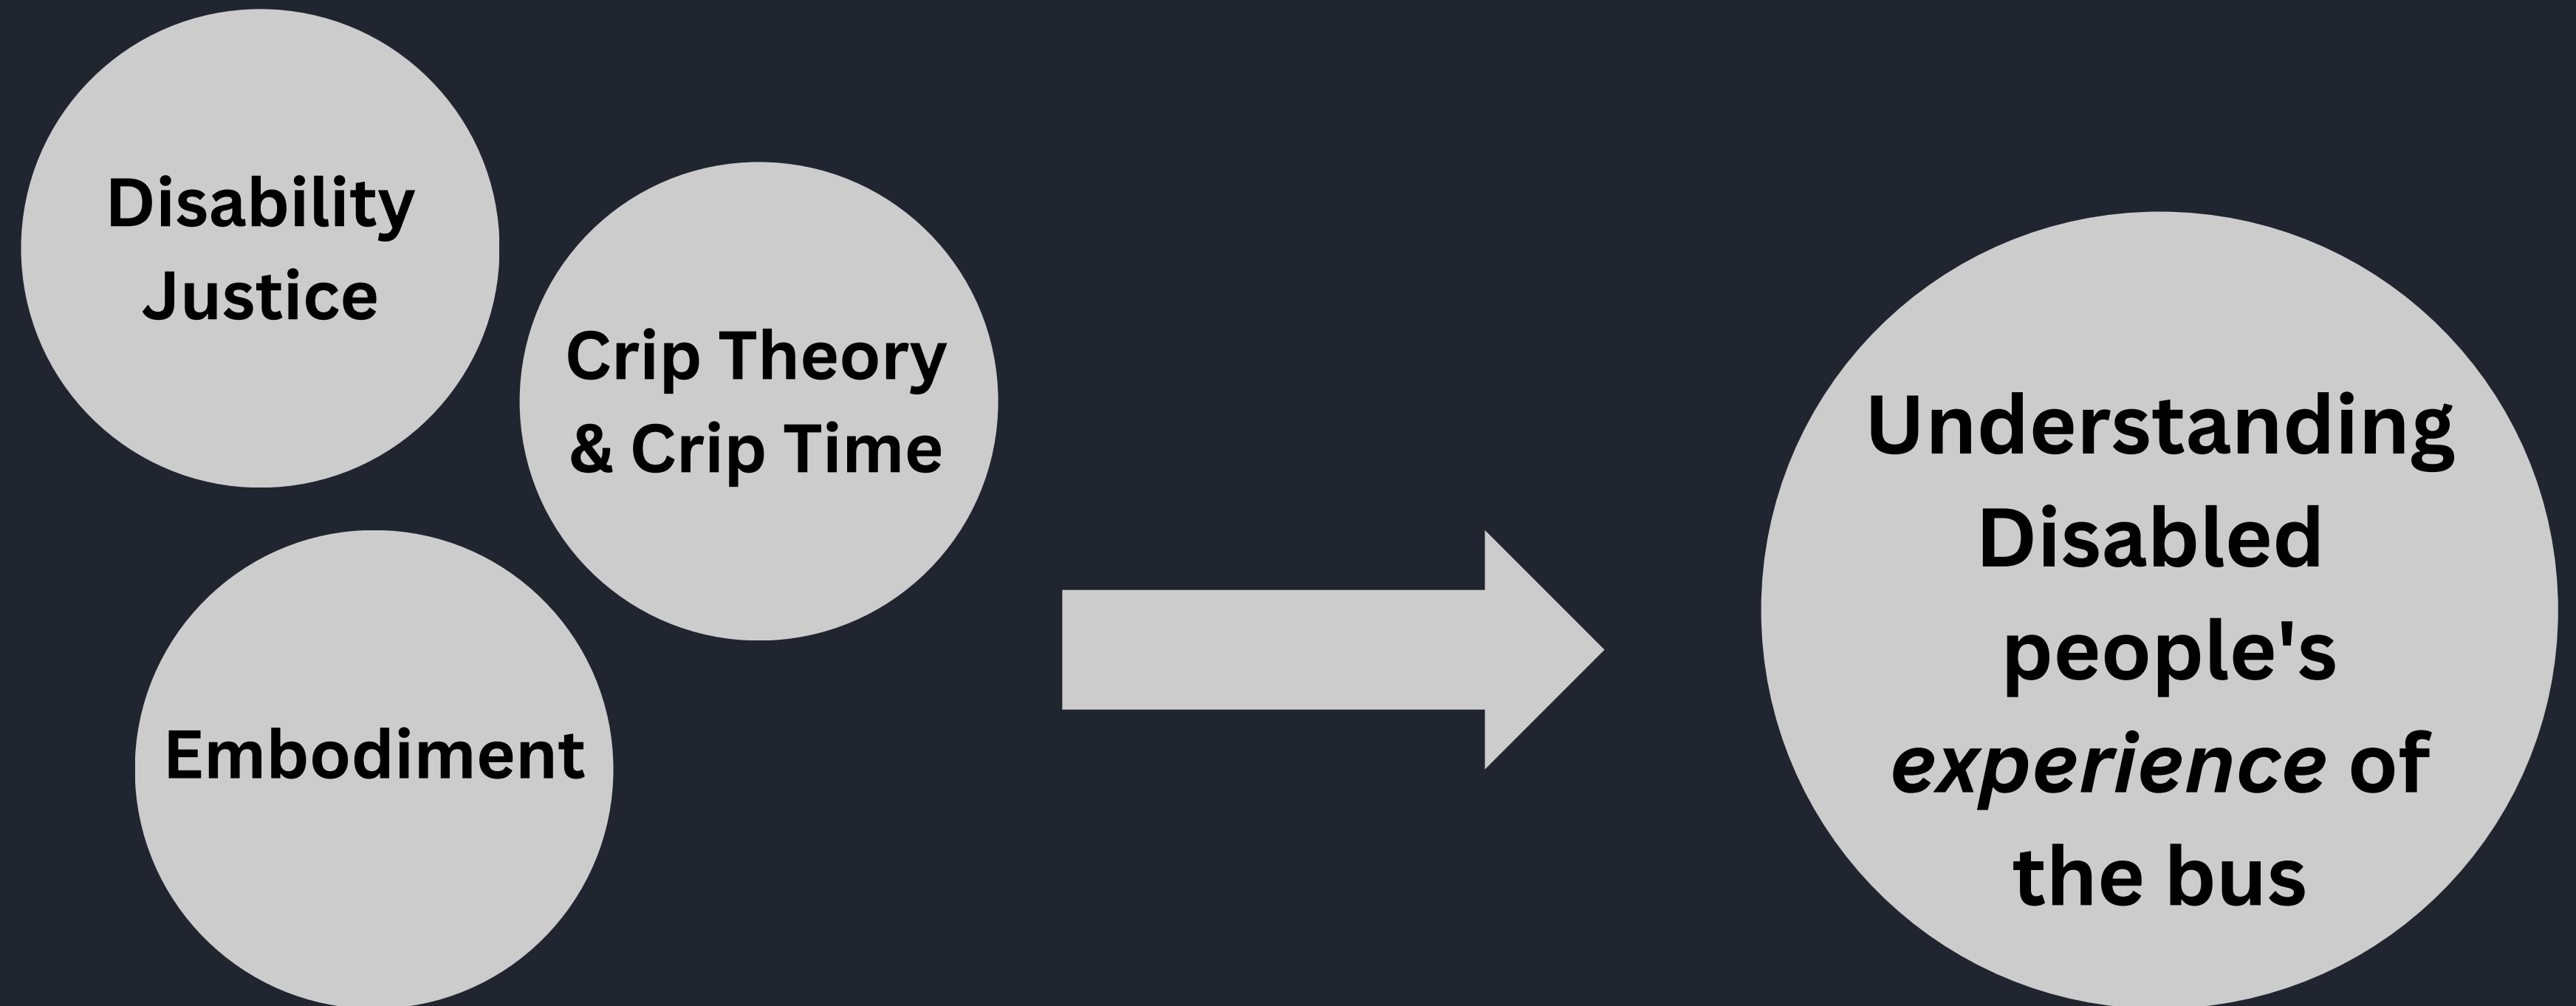 Disability
Justice
Crip Theory
& Crip Time
Embodiment
Understanding
Disabled
people's
experience of
the bus